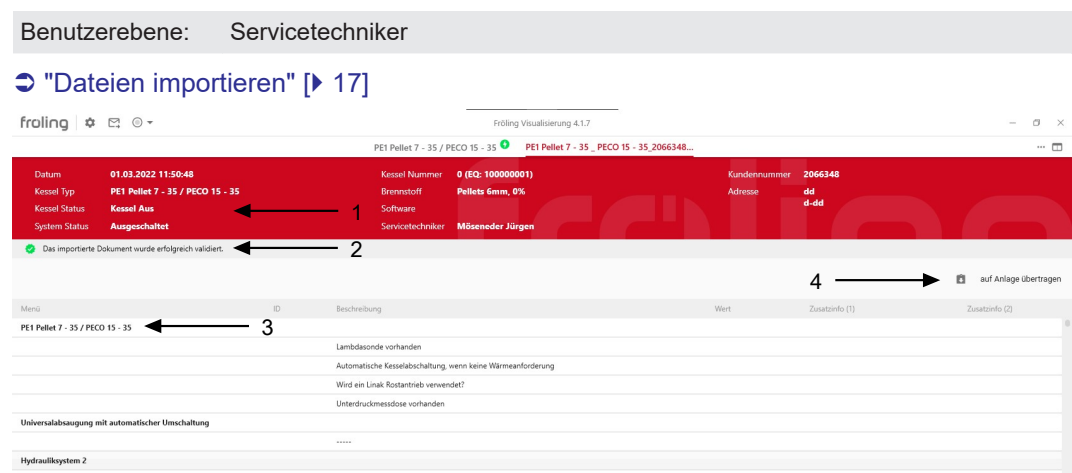 Benutzerebene: Servicetechniker
➲ "Dateien importieren" [▶ 17]
froling Fröling Visualisierung 4.1.7
PE1 Pellet 7 - 35 / PECO 15 - 35 PE1 Pellet 7 - 35 _ PECO 15 - 35_2066348...
Datum 01.03.2022 11:50:48 Kessel Nummer 0 (EQ: 100000001) Kundennummer 2066348
Kessel Typ PE1 Pellet 7 - 35 / PECO 15 - 35 Brennstoff Pellets 6mm, 0% Adresse dd
d-dd
Kessel Status Kessel Aus 1 Software
System Status Ausgeschaltet Servicetechniker Möseneder Jürgen
Das importierte Dokument wurde erfolgreich validiert. 2
4 auf Anlage übertragen
Menü ID Beschreibung Wert Zusatzinfo (1) Zusatzinfo (2)
PE1 Pellet 7 - 35 / PECO 15 - 35 3
Lambdasonde vorhanden
Automatische Kesselabschaltung, wenn keine Wärmeanforderung
Wird ein Linak Rostantrieb verwendet?
Unterdruckmessdose vorhanden
Universalabsaugung mit automatischer Umschaltung
-----
Hydrauliksystem 2